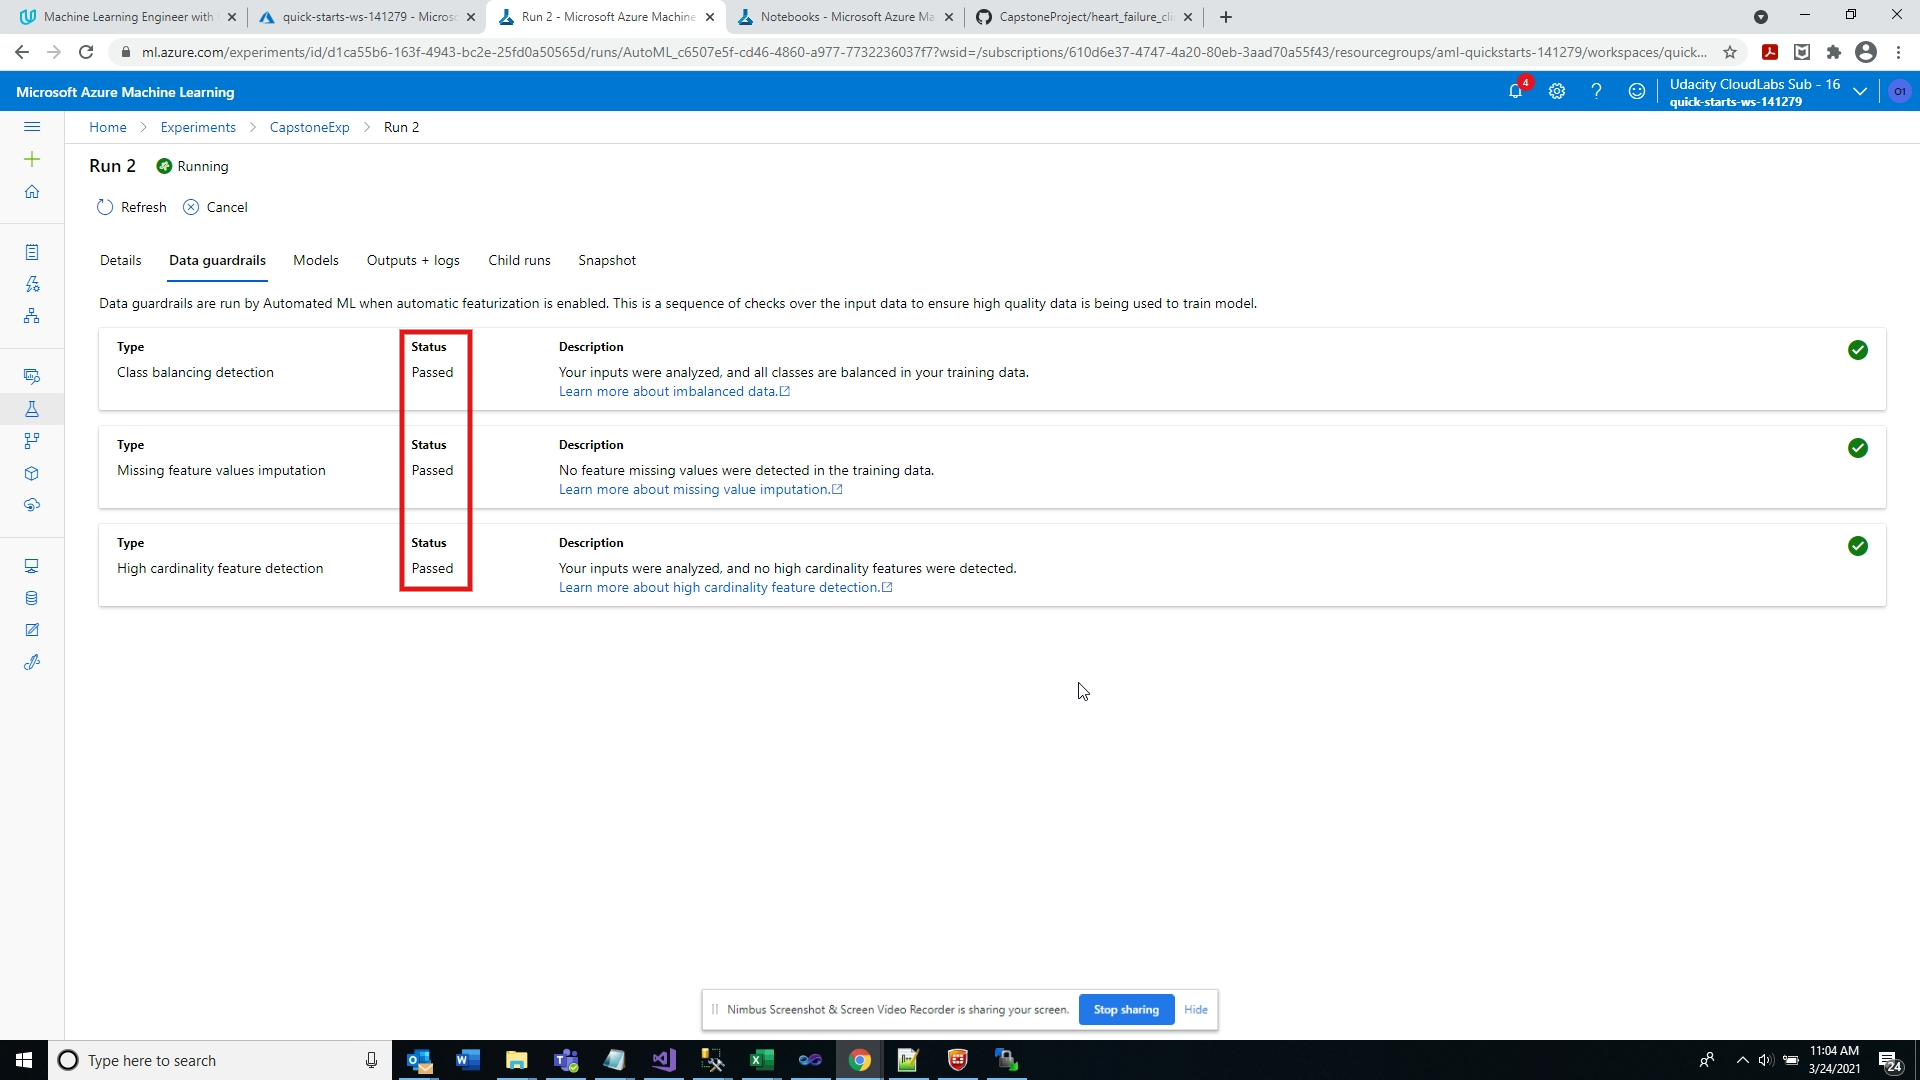 Machine Learning Engineer with
quick-starts-ws-141279 - Micros
Run 2 - Microsoft Azure Machine
Notebooks - Microsoft Azure Ma
CapstoneProject/heart_failure_cli
ml.azure.com/experiments/id/d1ca55b6-163f-4943-bc2e-25fd0a50565d/runs/AutoML_c6507e5f-cd46-4860-a977-7732236037f7?wsid=/subscriptions/610d6e37-4747-4a20-80eb-3aad70a55f43/resourcegroups/aml-quickstarts-141279/workspaces/quick...
Microsoft Azure Machine Learning
4
Udacity CloudLabs Sub - 16
quick-starts-ws-141279
O1
Home > Experiments > CapstoneExp > Run 2
Run 2 Running
Refresh Cancel
Details Data guardrails Models Outputs + logs Child runs Snapshot
Data guardrails are run by Automated ML when automatic featurization is enabled. This is a sequence of checks over the input data to ensure high quality data is being used to train model.
Type Status Description
Class balancing detection Passed Your inputs were analyzed, and all classes are balanced in your training data.
Learn more about imbalanced data.
Type Status Description
Missing feature values imputation Passed No feature missing values were detected in the training data.
Learn more about missing value imputation.
Type Status Description
High cardinality feature detection Passed Your inputs were analyzed, and no high cardinality features were detected.
Learn more about high cardinality feature detection.
Nimbus Screenshot & Screen Video Recorder is sharing your screen. Stop sharing Hide
Type here to search
11:04 AM
3/24/2021
24